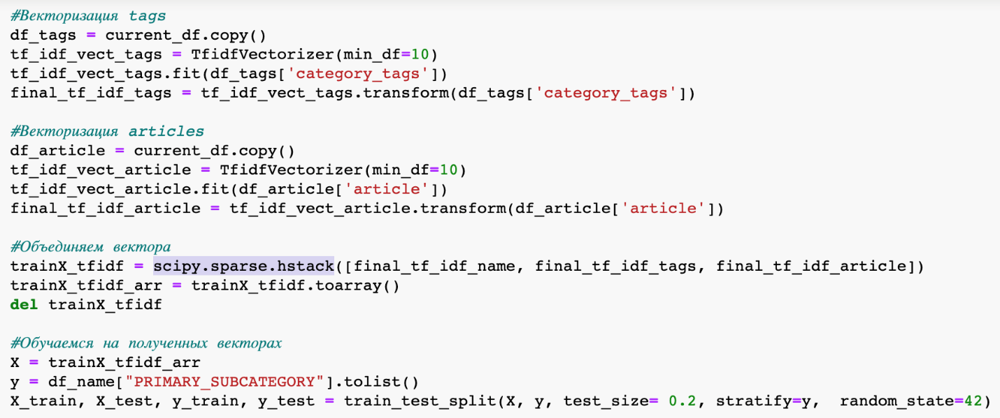 #Векторизация tags
df_tags = current_df.copy()
tf_idf_vect_tags = TfidfVectorizer(min_df=10)
tf_idf_vect_tags.fit(df_tags['category_tags'])
final_tf_idf_tags = tf_idf_vect_tags.transform(df_tags['category_tags'])
#Векторизация articles
df_article = current_df.copy()
tf_idf_vect_article = TfidfVectorizer(min_df=10)
tf_idf_vect_article.fit(df_article['article'])
final_tf_idf_article = tf_idf_vect_article.transform(df_article['article'])
#Объединяем вектора
trainX_tfidf = scipy.sparse.hstack([final_tf_idf_name, final_tf_idf_tags, final_tf_idf_article])
trainX_tfidf_arr = trainX_tfidf.toarray()
del trainX_tfidf
#Обучаемся на полученных векторах
X = trainX_tfidf_arr
y = df_name["PRIMARY_SUBCATEGORY"].tolist()
X_train, X_test, y_train, y_test = train_test_split(X, y, test_size= 0.2, stratify=y,  random_state=42)